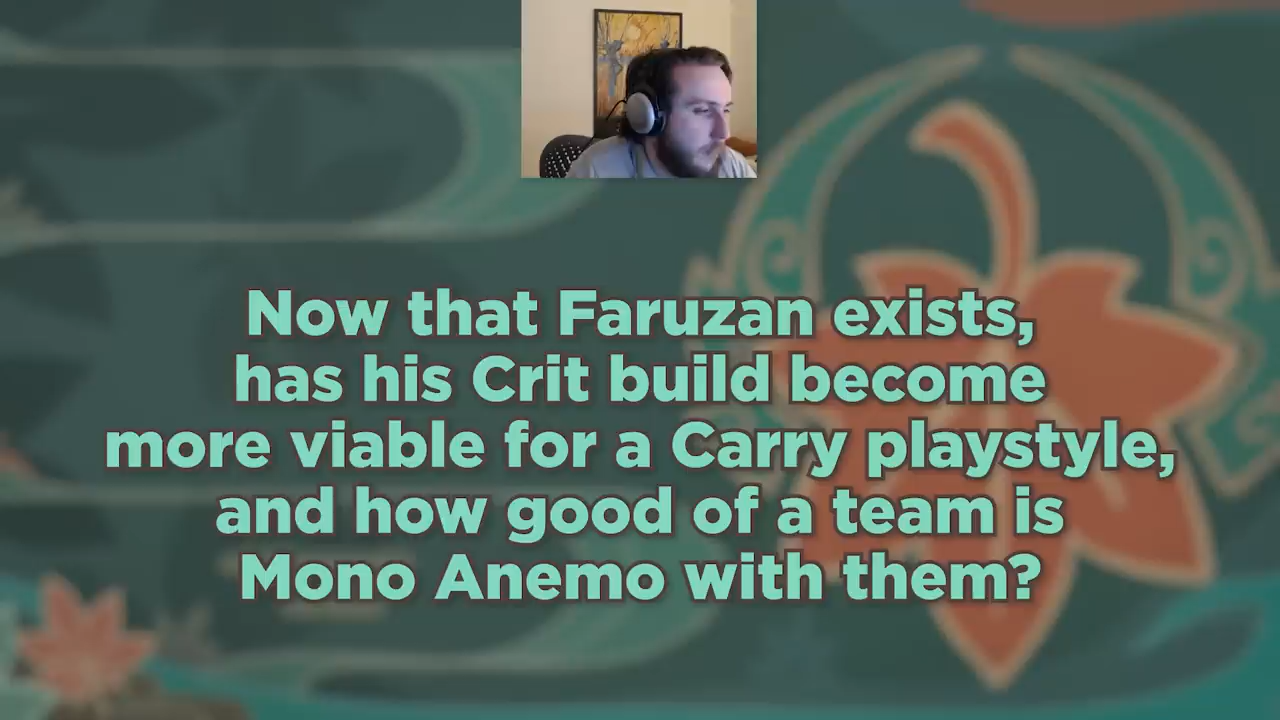 Now that Faruzan exists,
has his Crit build become
more viable for a Carry playstyle,
and how good of a team is
Mono Anemo with them?